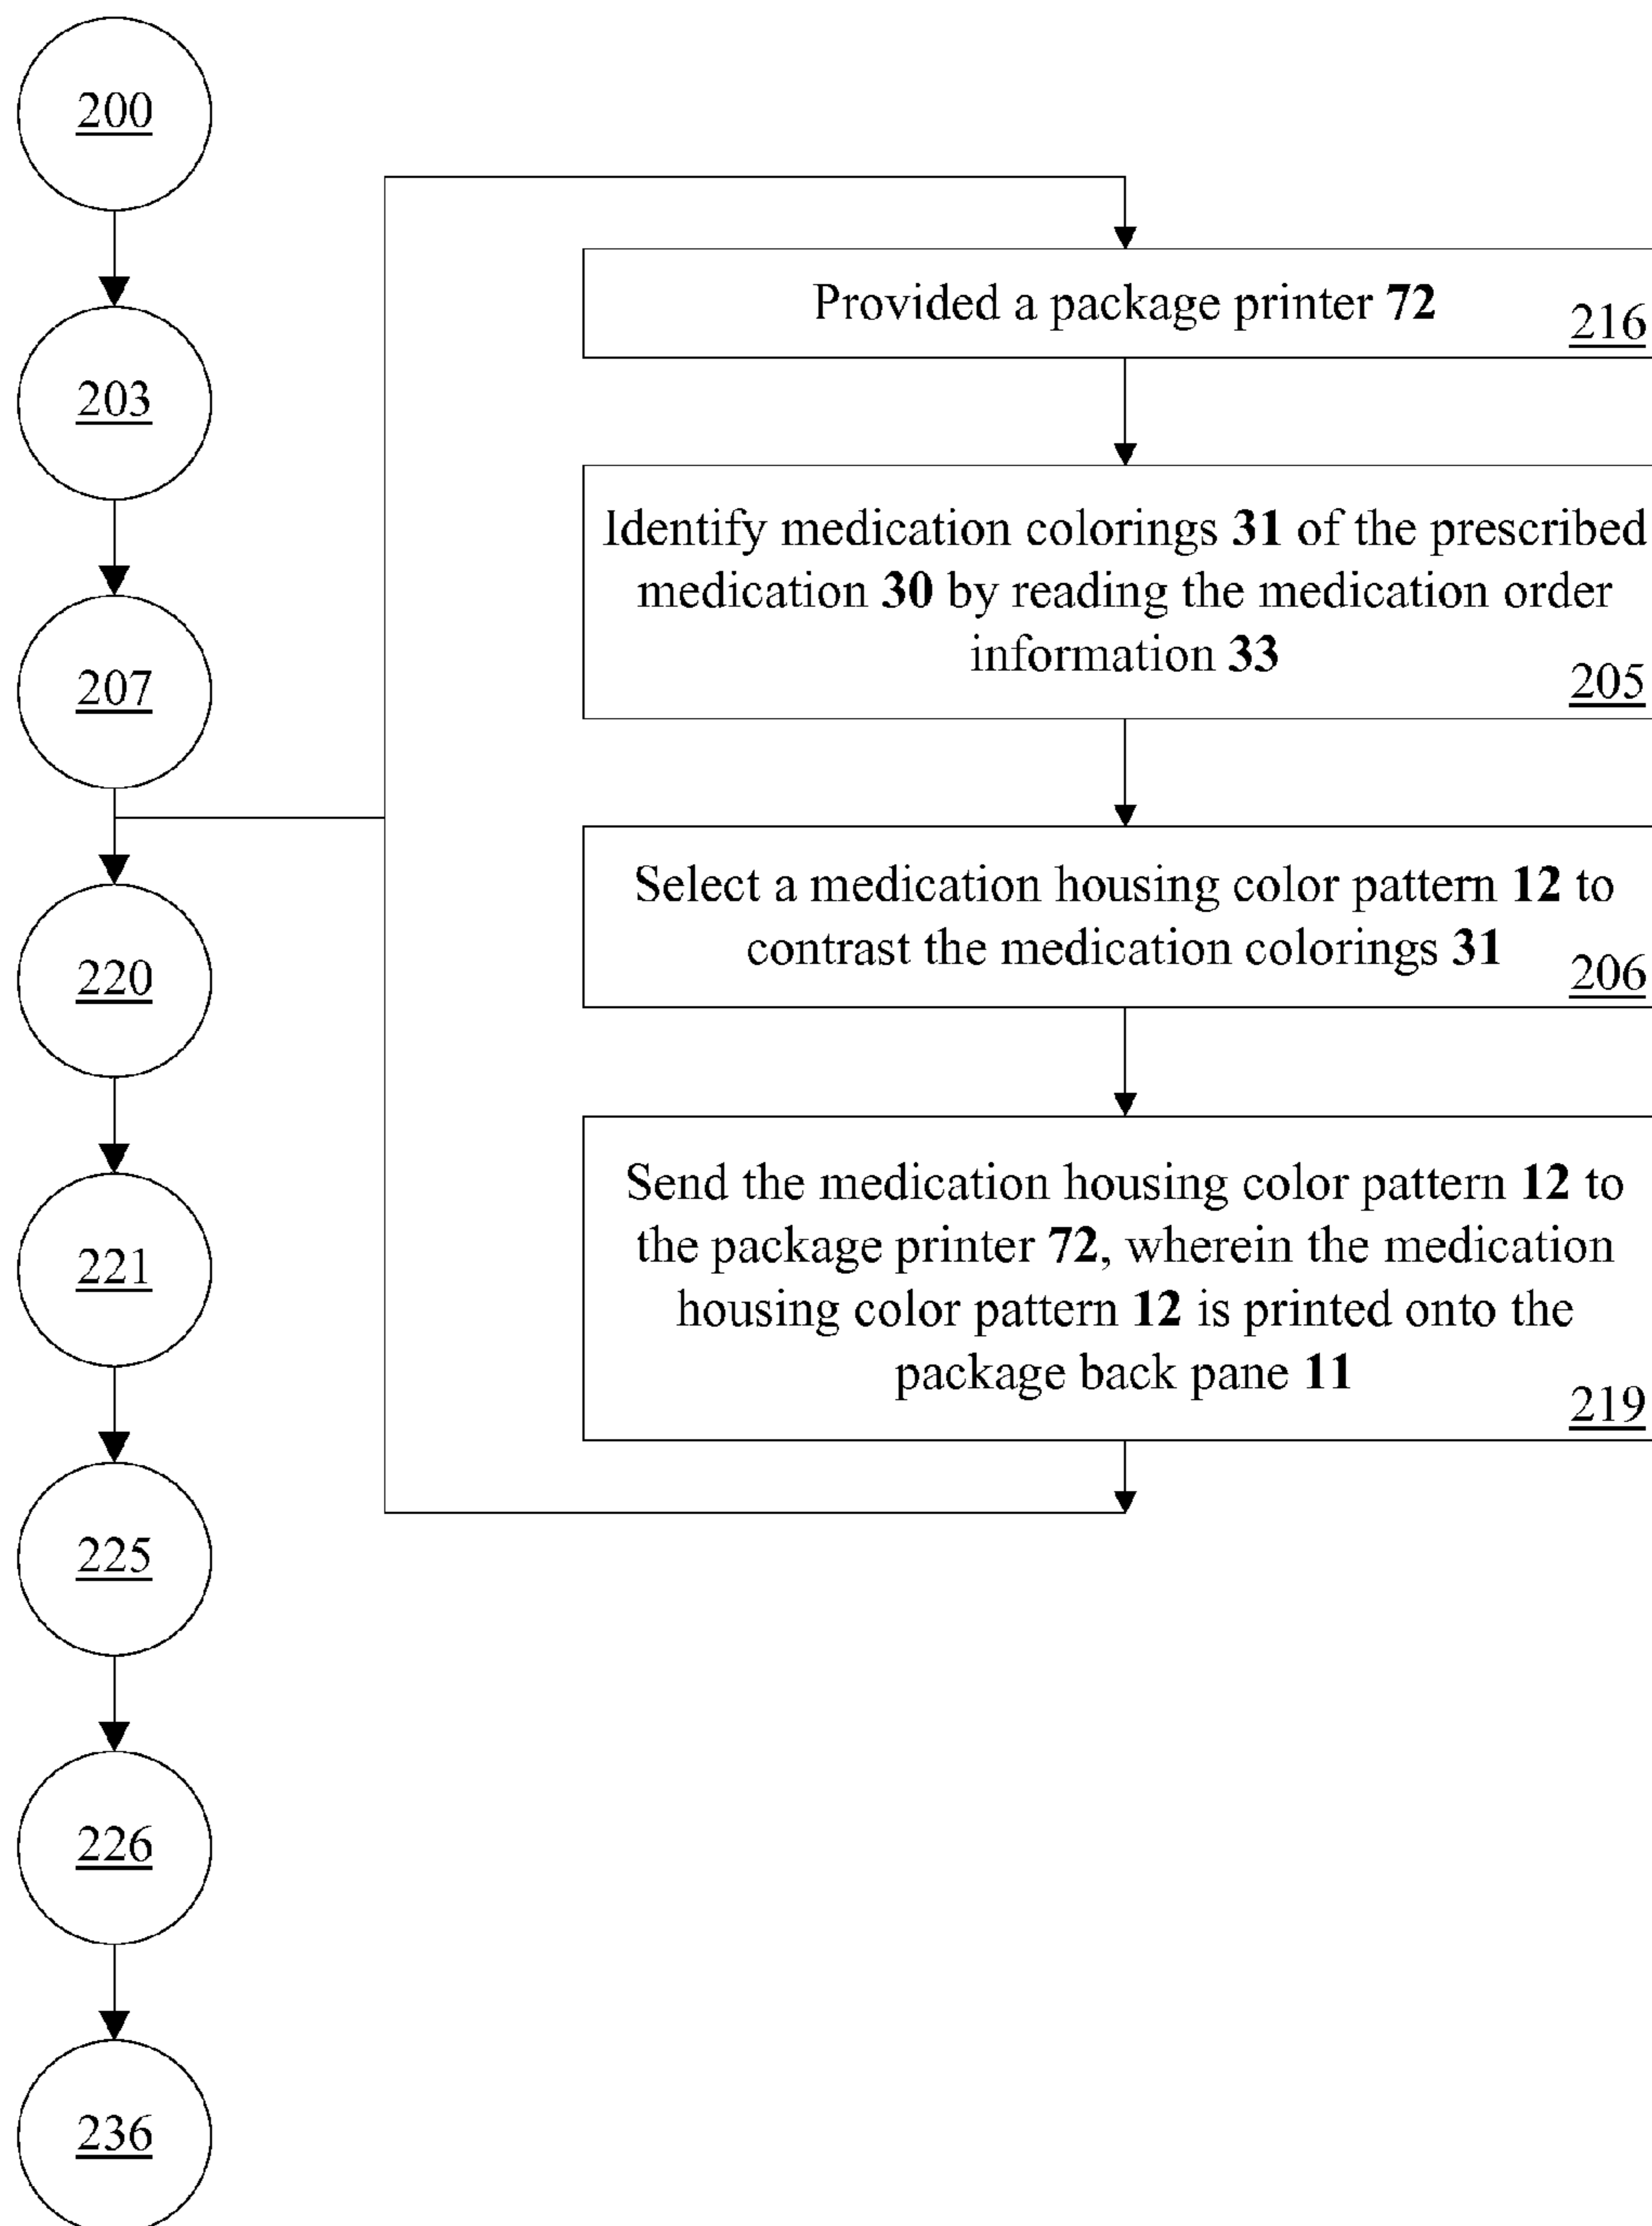 200
203
207
220
221
225
226
236
Provided a package printer 72
216
Identify medication colorings 31 of the prescribed
medication 30 by reading the medication order
information 33
205
Select a medication housing color pattern 12 to
contrast the medication colorings 31
206
Send the medication housing color pattern 12 to
the package printer 72, wherein the medication
housing color pattern 12 is printed onto the
package back pane 11
219